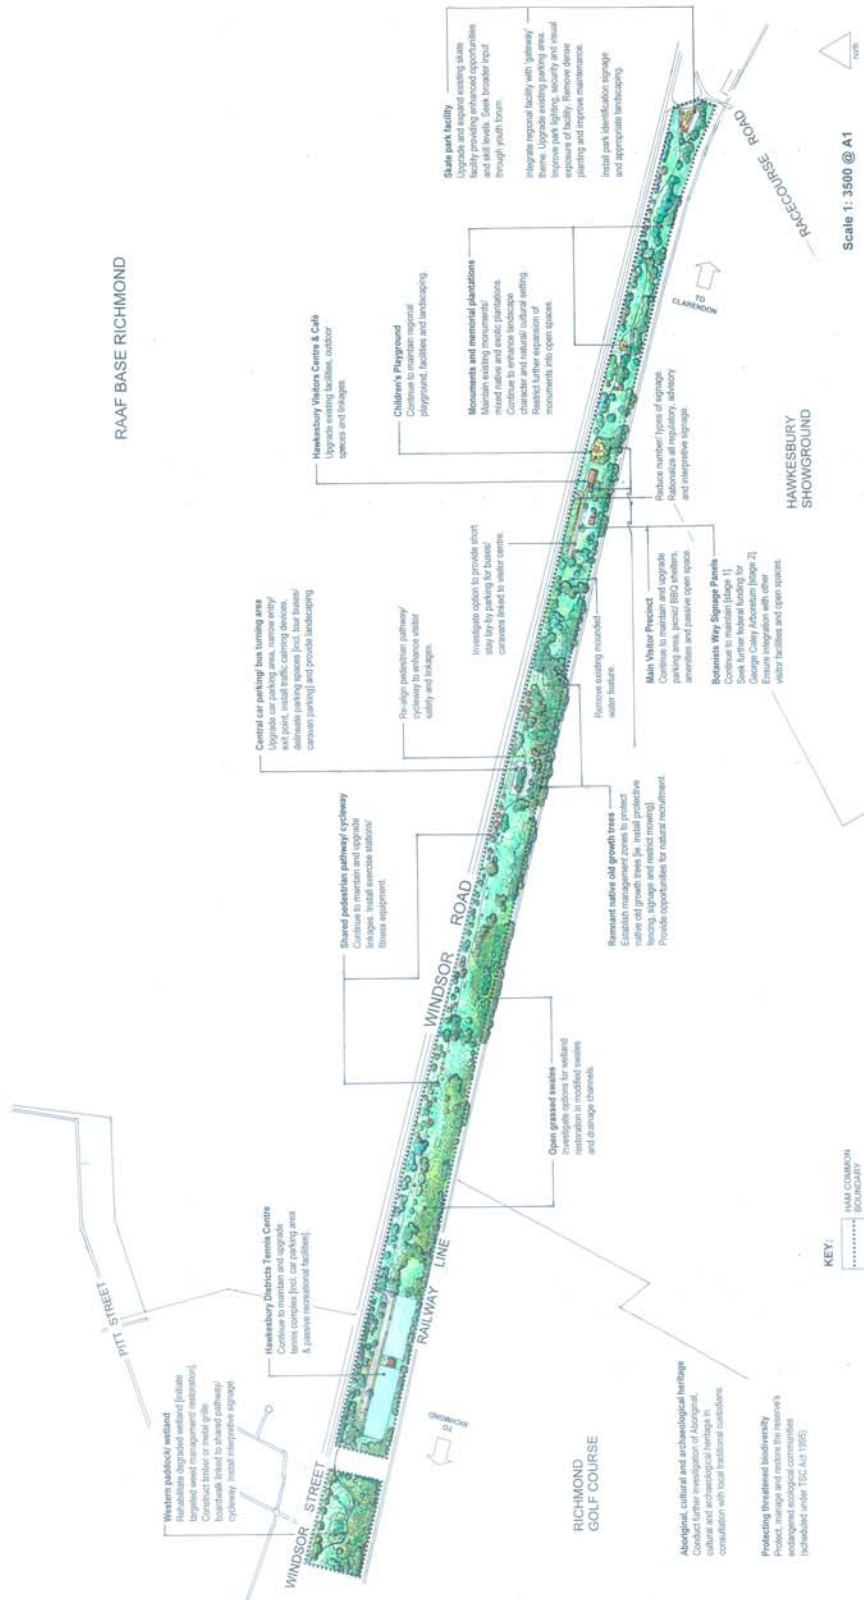 RAAF BASE RICHMOND
PITT STREET
Western paddock/ wetland
Rehabilitate degraded wetland [initiate
targeted weed management/ restoration].
Construct timber or metal grille
boardwalk linked to shared pathway/
cycleway. Install interpretive signage
Hawkesbury Districts Tennis Centre
Continue to maintain and upgrade
tennis complex [incl. car parking area
& passive recreational facilities].
Shared pedestrian pathway/ cycleway
Continue to maintain and upgrade
linkages. Install exercise stations/
fitness equipment.
Central car parking/ bus turning area
Upgrade car parking area, narrow entry/
exit point, install traffic calming devices,
delineate parking spaces [incl. tour buses/
caravan parking] and provide landscaping.
Re-align pedestrian pathway/
cycleway to enhance visitor
safety and linkages.
Investigate option to provide short
stay lay-by parking for buses/
caravans linked to visitor centre.
Hawkesbury Visitors Centre & Café
Upgrade existing facilities, outdoor
spaces and linkages.
Children's Playground
Continue to maintain regional
playground, facilities and landscaping.
Monuments and memorial plantations
Maintain existing monuments/
mixed native and exotic plantations.
Continue to enhance landscape
character and natural/ cultural setting.
Restrict further expansion of
monuments into open spaces.
Skate park facility
Upgrade and expand existing skate
facility providing enhanced opportunities
and skill levels. Seek broader input
through youth forum.
Integrate regional facility with 'gateway'
theme. Upgrade existing parking area.
Improve park lighting, security and visual
exposure of facility. Remove dense
planting and improve maintenance.
Install park identification signage
and appropriate landscaping.
WINDSOR STREET
WINDSOR ROAD
RAILWAY LINE
RACECOURSE ROAD
TO
RICHMOND
TO
CLARENDON
RICHMOND
GOLF COURSE
HAWKESBURY
SHOWGROUND
Open grassed swales
Investigate options for wetland
restoration in modified swales
and drainage channels.
Remnant native old growth trees
Establish management zones to protect
native old growth trees [ie. install protective
fencing, signage and restrict mowing].
Provide opportunities for natural recruitment.
Remove existing mounded
water feature.
Main Visitor Precinct
Continue to maintain and upgrade
parking area, picnic/ BBQ shelters,
amenities and passive open space.
Reduce number/ types of signage.
Rationalize all regulatory, advisory
and interpretive signage.
Botanists Way Signage Panels
Continue to maintain [stage 1].
Seek further federal funding for
George Caley Arboretum [stage 2].
Ensure integration with other
visitor facilities and open spaces.
Aboriginal, cultural and archaeological heritage
Conduct further investigation of Aboriginal,
cultural and archaeological heritage in
consultation with local traditional custodians.
Protecting threatened biodiversity
Protect, manage and restore the reserve's
endangered ecological communities
(scheduled under TSC Act 1995)
KEY:
HAM COMMON
BOUNDARY
Scale 1: 3500 @ A1
north